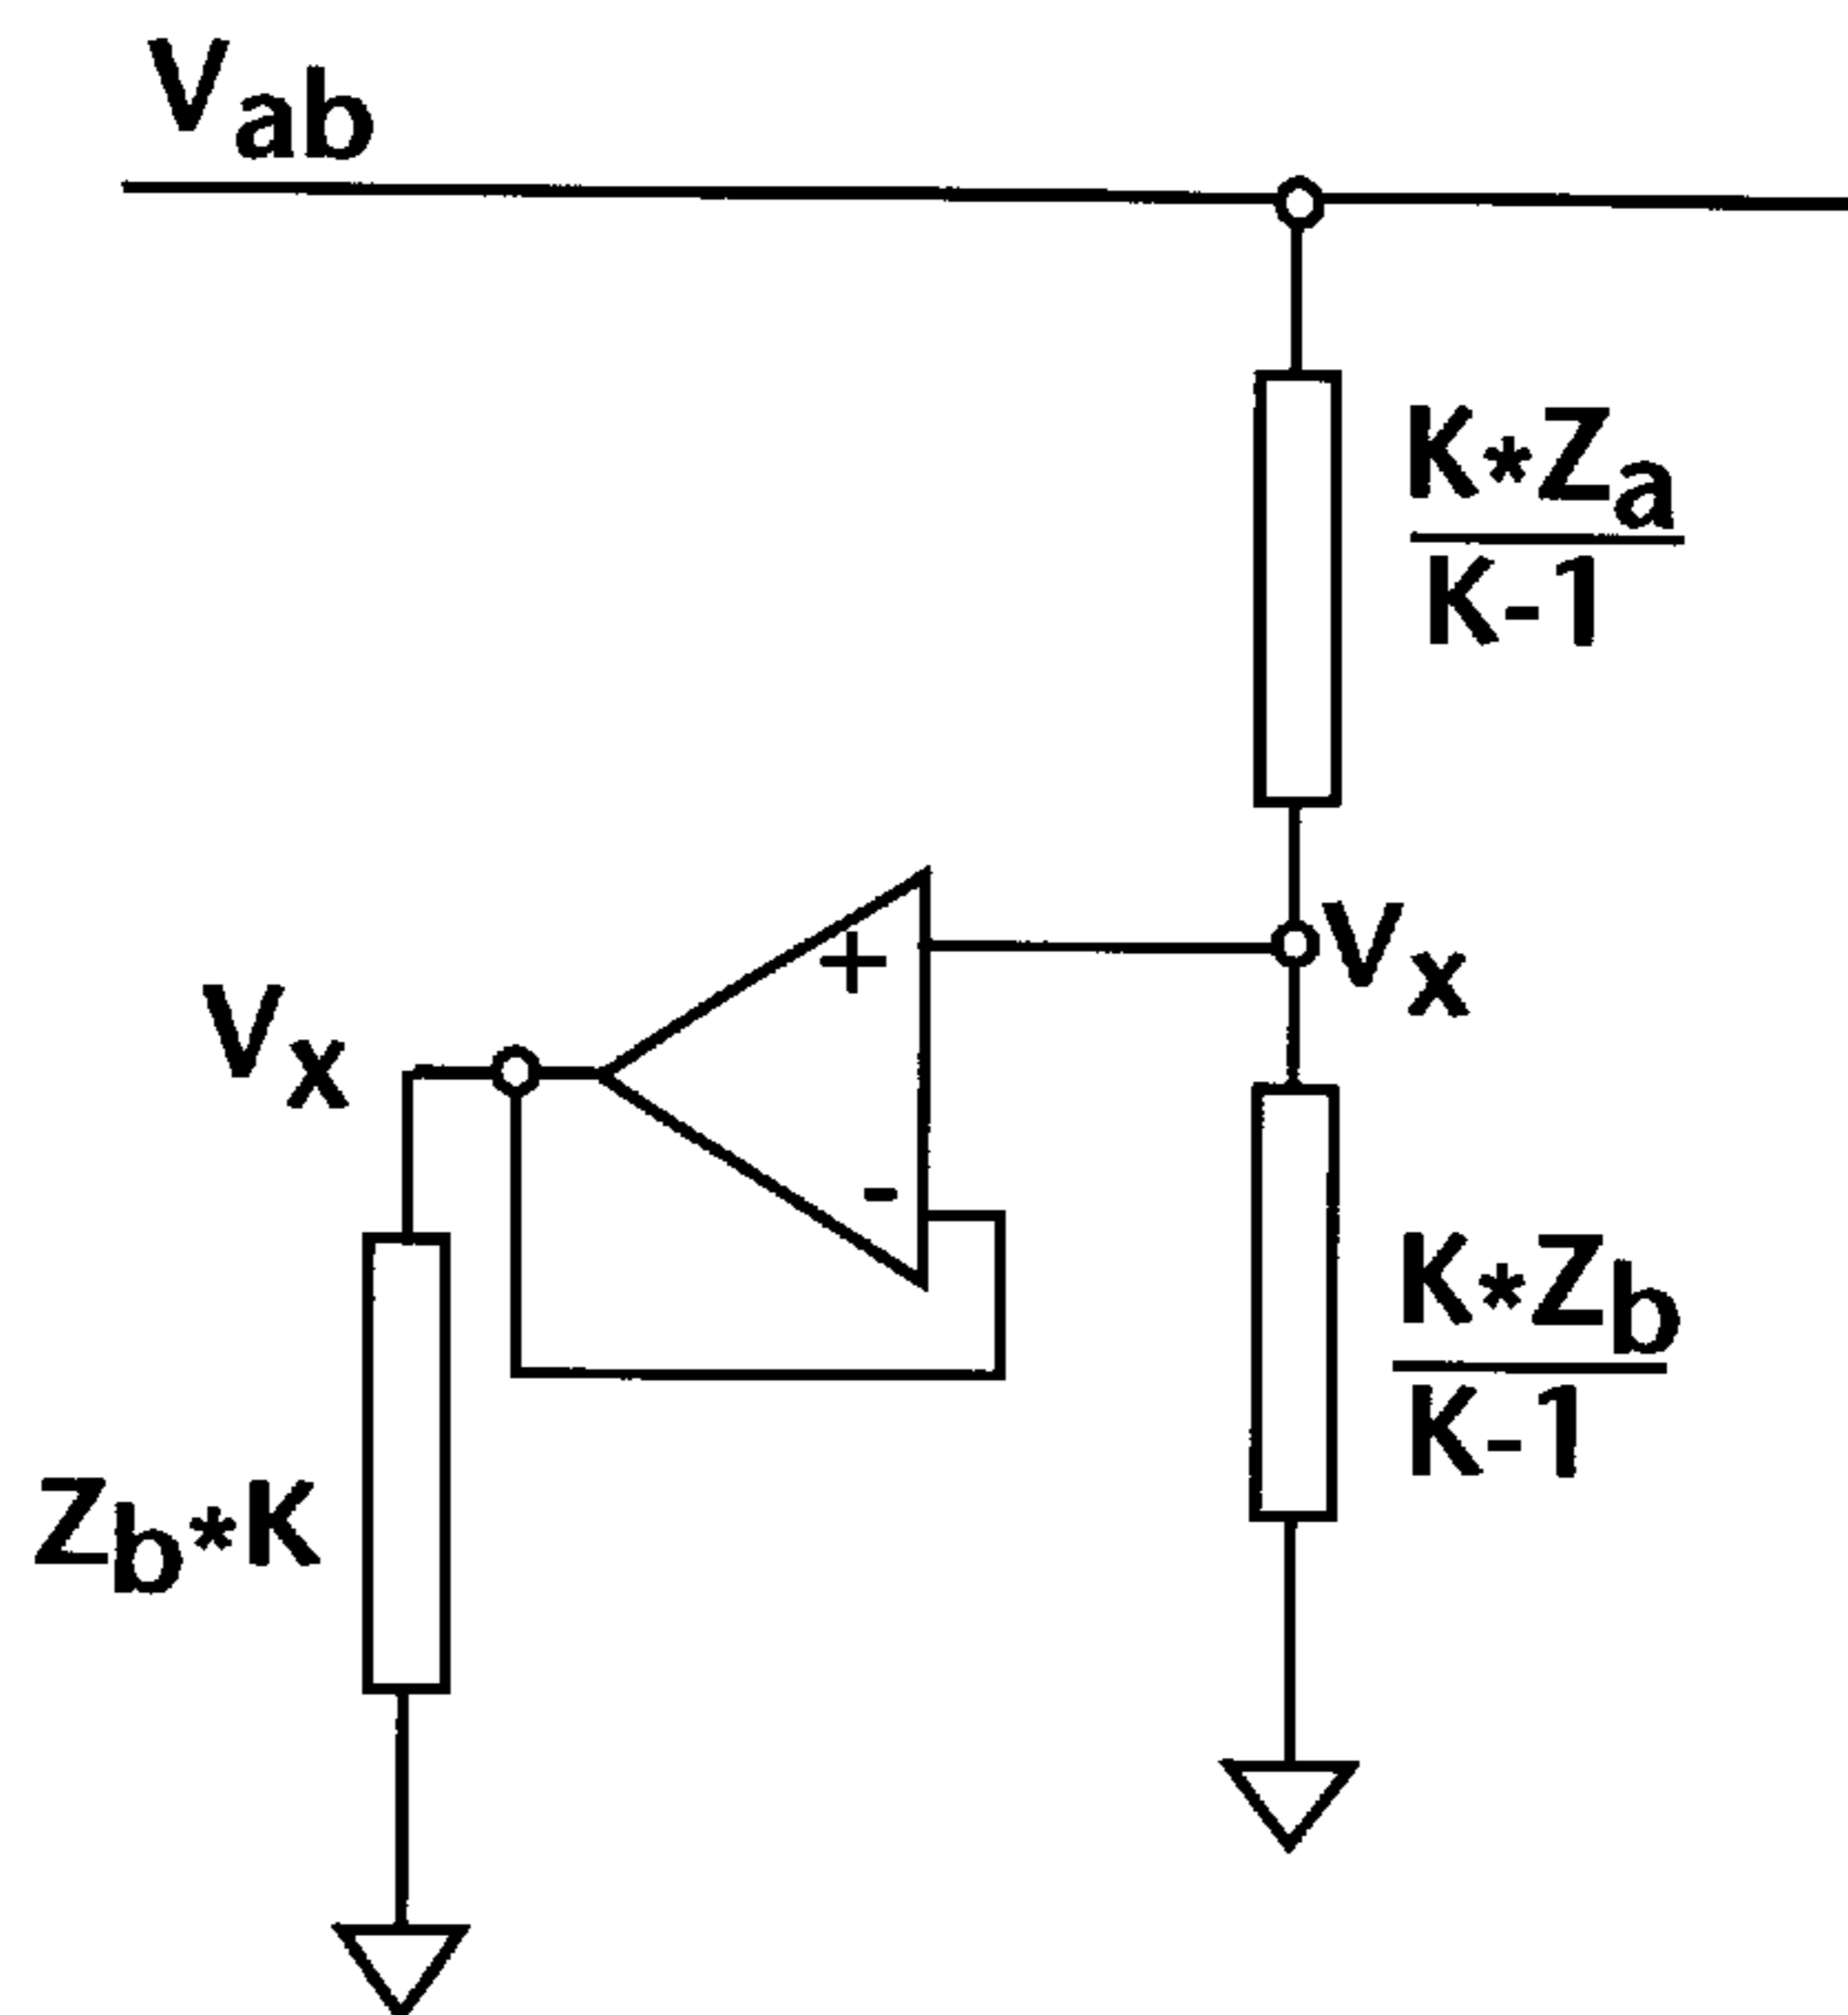 Vab
K*Za
K-1
+
Vx
Vx
-
K*Zb
K-1
Zb*K